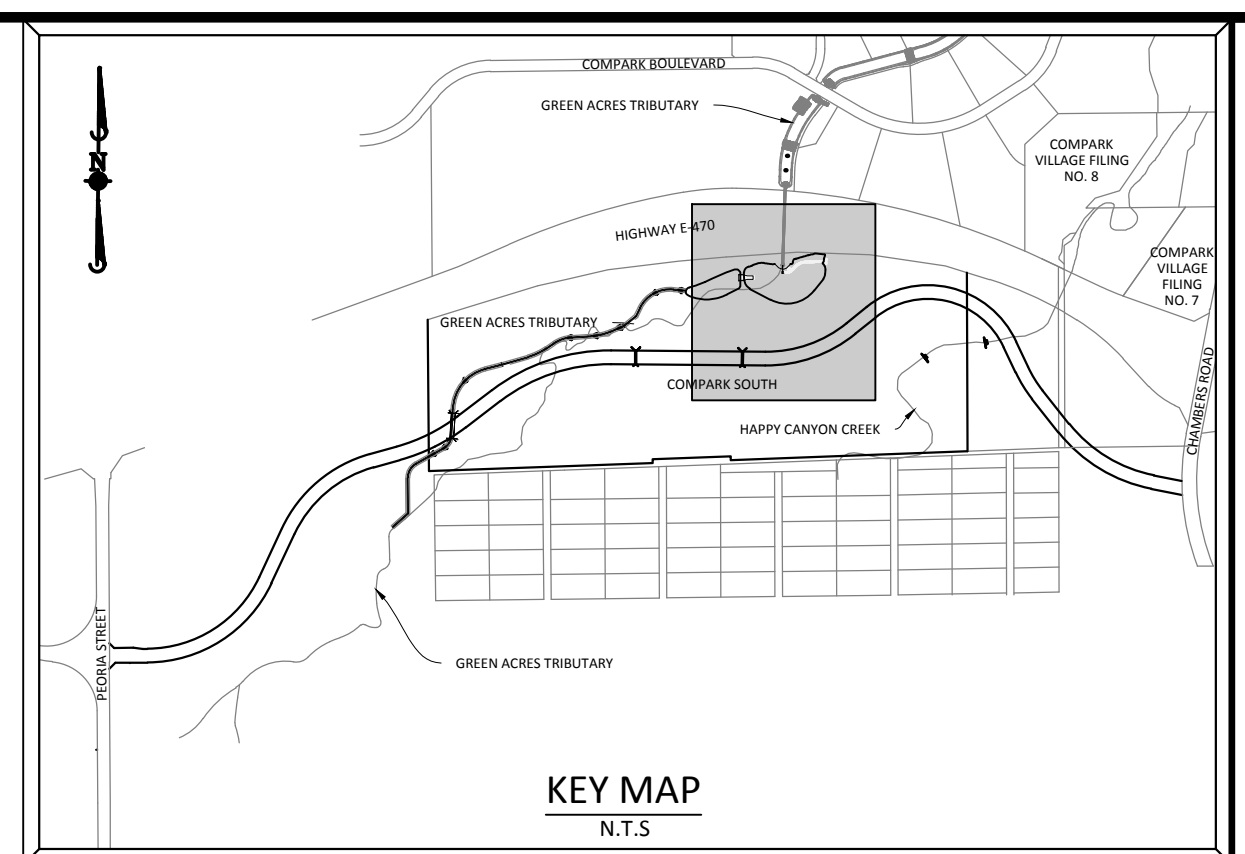 COMPARK BOULEVARD
GREEN ACRES TRIBUTARY
N
COMPARK
VILLAGE FILING
NO. 8
HIGHWAY E-470
COMPARK
VILLAGE
FILING
NO. 7
GREEN ACRES TRIBUTARY
COMPARK SOUTH
HAPPY CANYON CREEK
CHAMBERS ROAD
PEORIA STREET
GREEN ACRES TRIBUTARY
KEY MAP
N.T.S